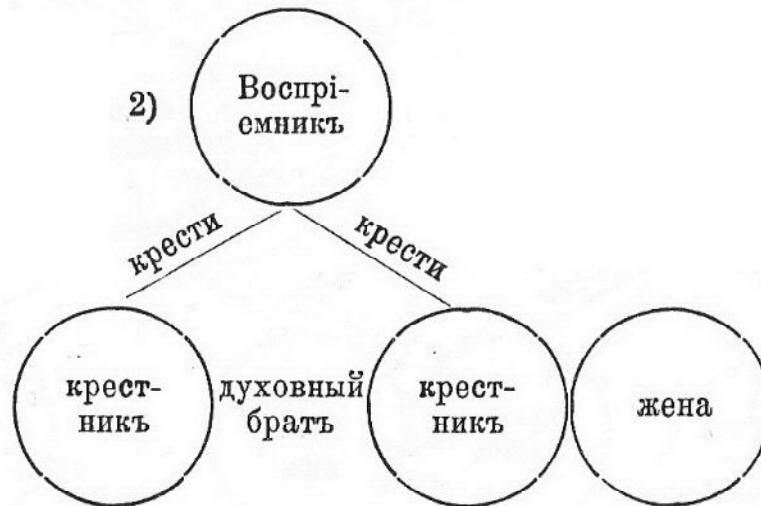 2)
Воспрі-
емникъ
крести
крести
крест-
никъ
духовный
братъ
крест-
никъ
жена